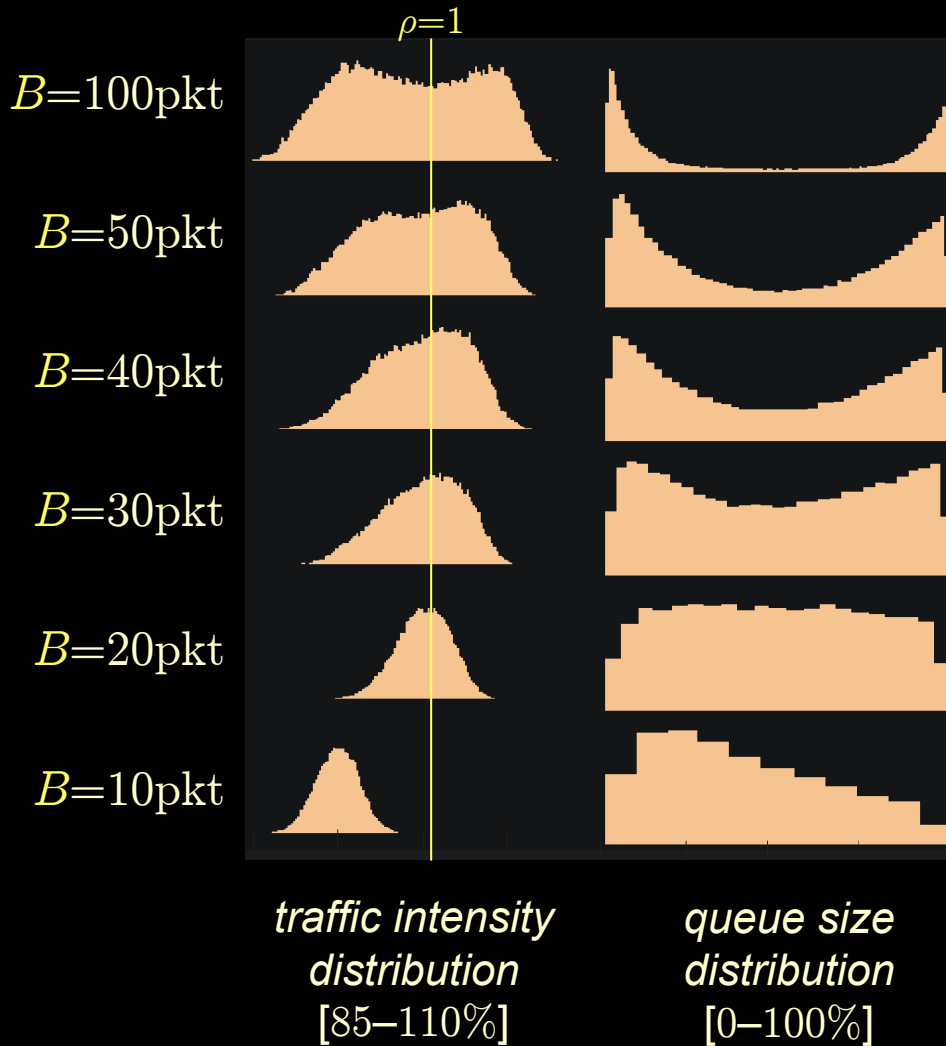 ρ=1
B=100pkt
B=50pkt
B=40pkt
B=30pkt
B=20pkt
B=10pkt
traffic intensity
distribution
[85–110%]
queue size
distribution
[0–100%]